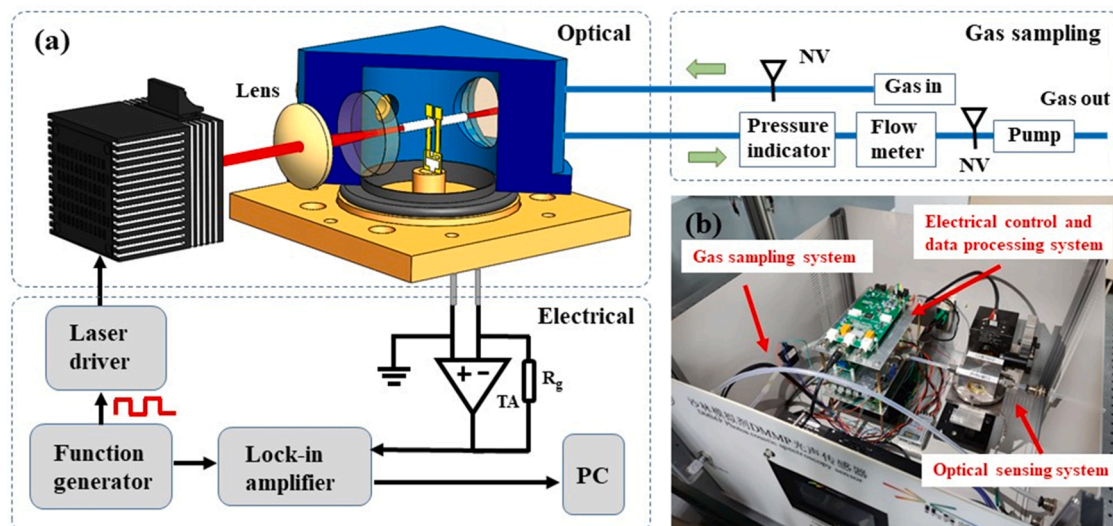 (a)
Optical
Lens
Gas sampling
NV
Gas in
Gas out
Pressure
indicator
Flow
meter
Pump
NV
Electrical
Laser
driver
+ -
TA
Rg
Function
generator
Lock-in
amplifier
PC
(b)
Electrical control and
data processing system
Gas sampling system
DMMP
Optical sensing system